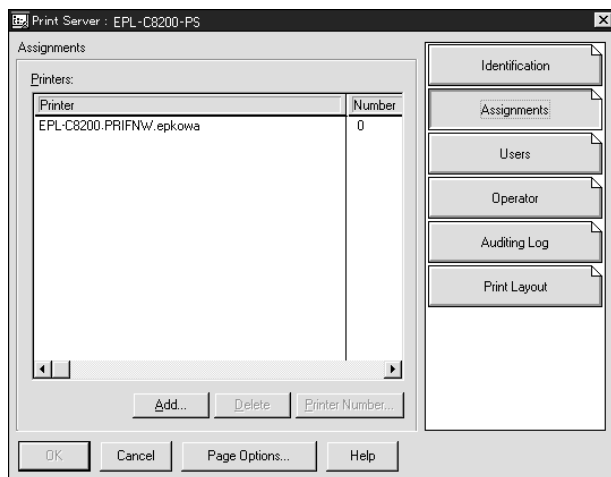 Print Server : EPL-C8200-PS
Assignments
Printers:
Printer Number
EPL-C8200.PRIFNW.epkowa 0
Add... Delete Printer Number...
OK Cancel Page Options... Help
Identification
Assignments
Users
Operator
Auditing Log
Print Layout